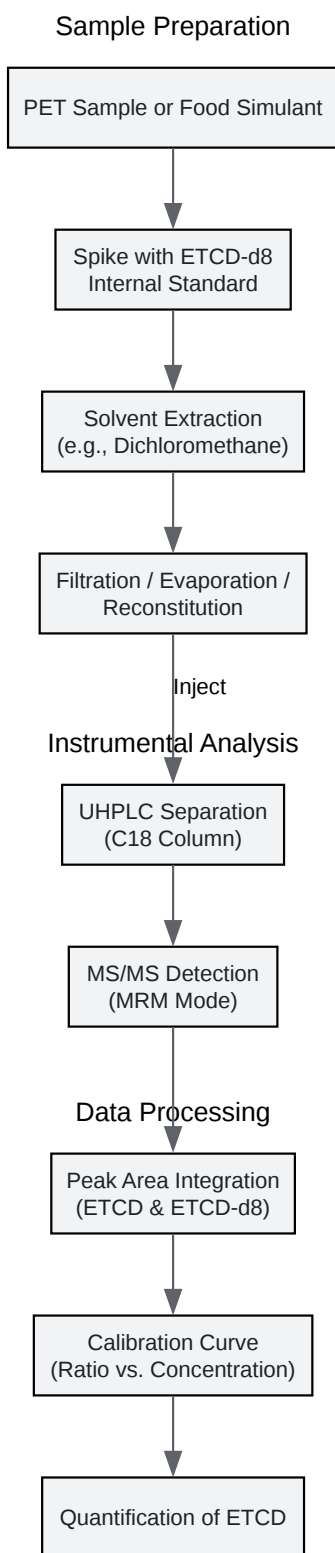 Sample Preparation
PET Sample or Food Simulant
Spike with ETCD-d8
Internal Standard
Solvent Extraction
(e.g., Dichloromethane)
Filtration / Evaporation /
Reconstitution
Inject
Instrumental Analysis
UHPLC Separation
(C18 Column)
MS/MS Detection
(MRM Mode)
Data Processing
Peak Area Integration
(ETCD & ETCD-d8)
Calibration Curve
(Ratio vs. Concentration)
Quantification of ETCD